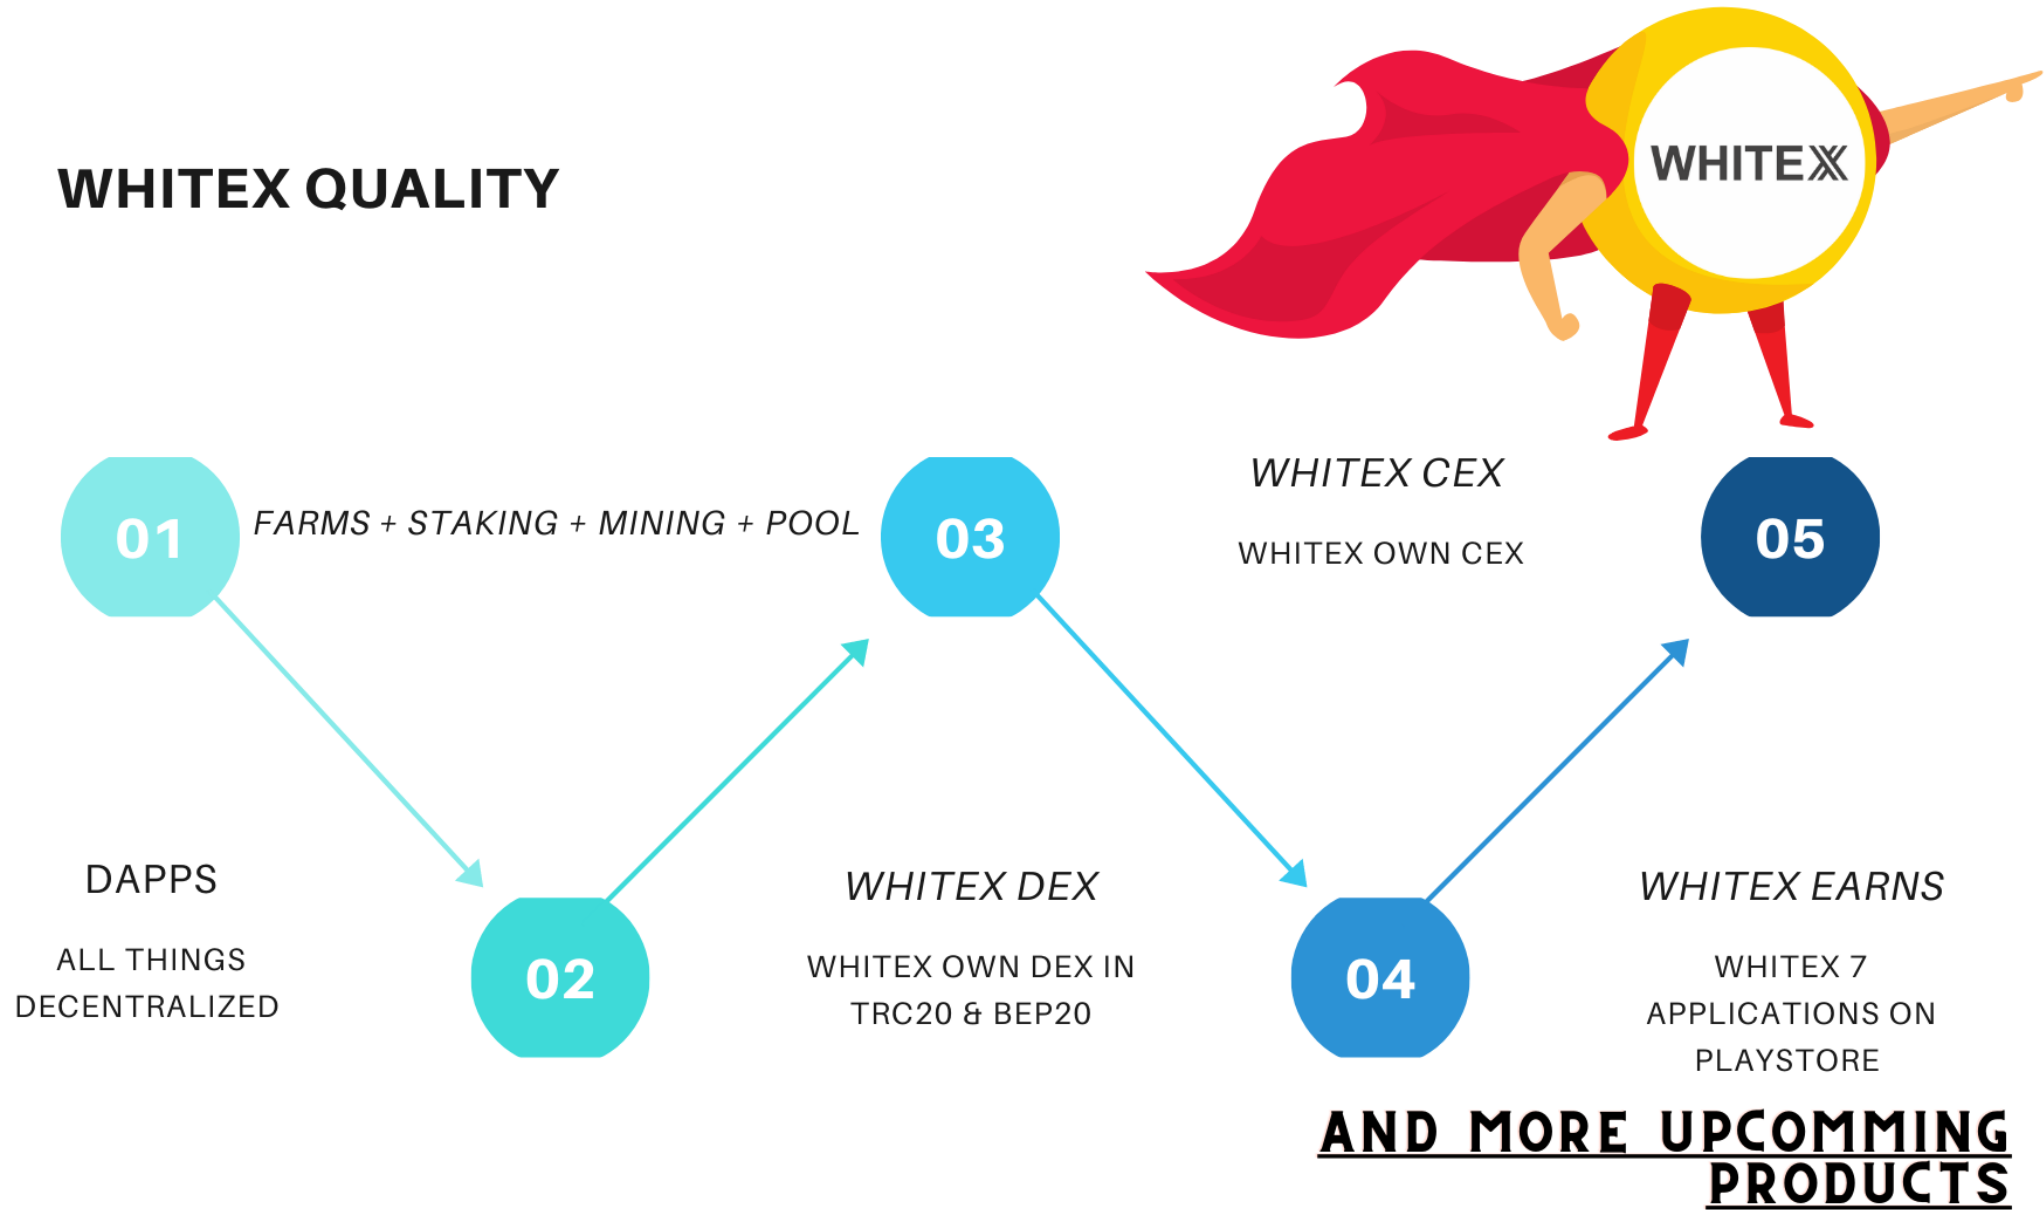 WHITEX
WHITEX QUALITY
01
FARMS + STAKING + MINING + POOL
03
WHITEX CEX
WHITEX OWN CEX
05
DAPPS
ALL THINGS
DECENTRALIZED
02
WHITEX DEX
WHITEX OWN DEX IN
TRC20 & BEP20
04
WHITEX EARNS
WHITEX 7
APPLICATIONS ON
PLAYSTORE
AND MORE UPCOMMING
PRODUCTS